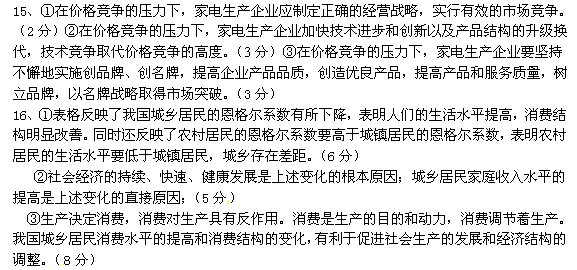 15、①在价格竞争的压力下，家电生产企业应制定正确的经营战略，实行有效的市场竞争。
（2 分）②在价格竞争的压力下，家电生产企业加快技术进步和创新以及产品结构的升级换
代，技术竞争取代价格竞争的高度。（3 分）③在价格竞争的压力下，家电生产企业要坚持
不懈地实施创品牌、创名牌，提高企业产品品质，创造优良产品，提高产品和服务质量，树
立品牌，以名牌战略取得市场突破。（3 分）
16、①表格反映了我国城乡居民的恩格尔系数有所下降，表明人们的生活水平提高，消费结
构明显改善。同时还反映了农村居民的恩格尔系数要高于城镇居民的恩格尔系数，表明农村
居民的生活水平要低于城镇居民，城乡存在差距。（6 分）
②社会经济的持续、快速、健康发展是上述变化的根本原因；城乡居民家庭收入水平的
提高是上述变化的直接原因；（5 分）
③生产决定消费，消费对生产具有反作用。消费是生产的目的和动力，消费调节着生产。
我国城乡居民消费水平的提高和消费结构的变化，有利于促进社会生产的发展和经济结构的
调整。（8 分）